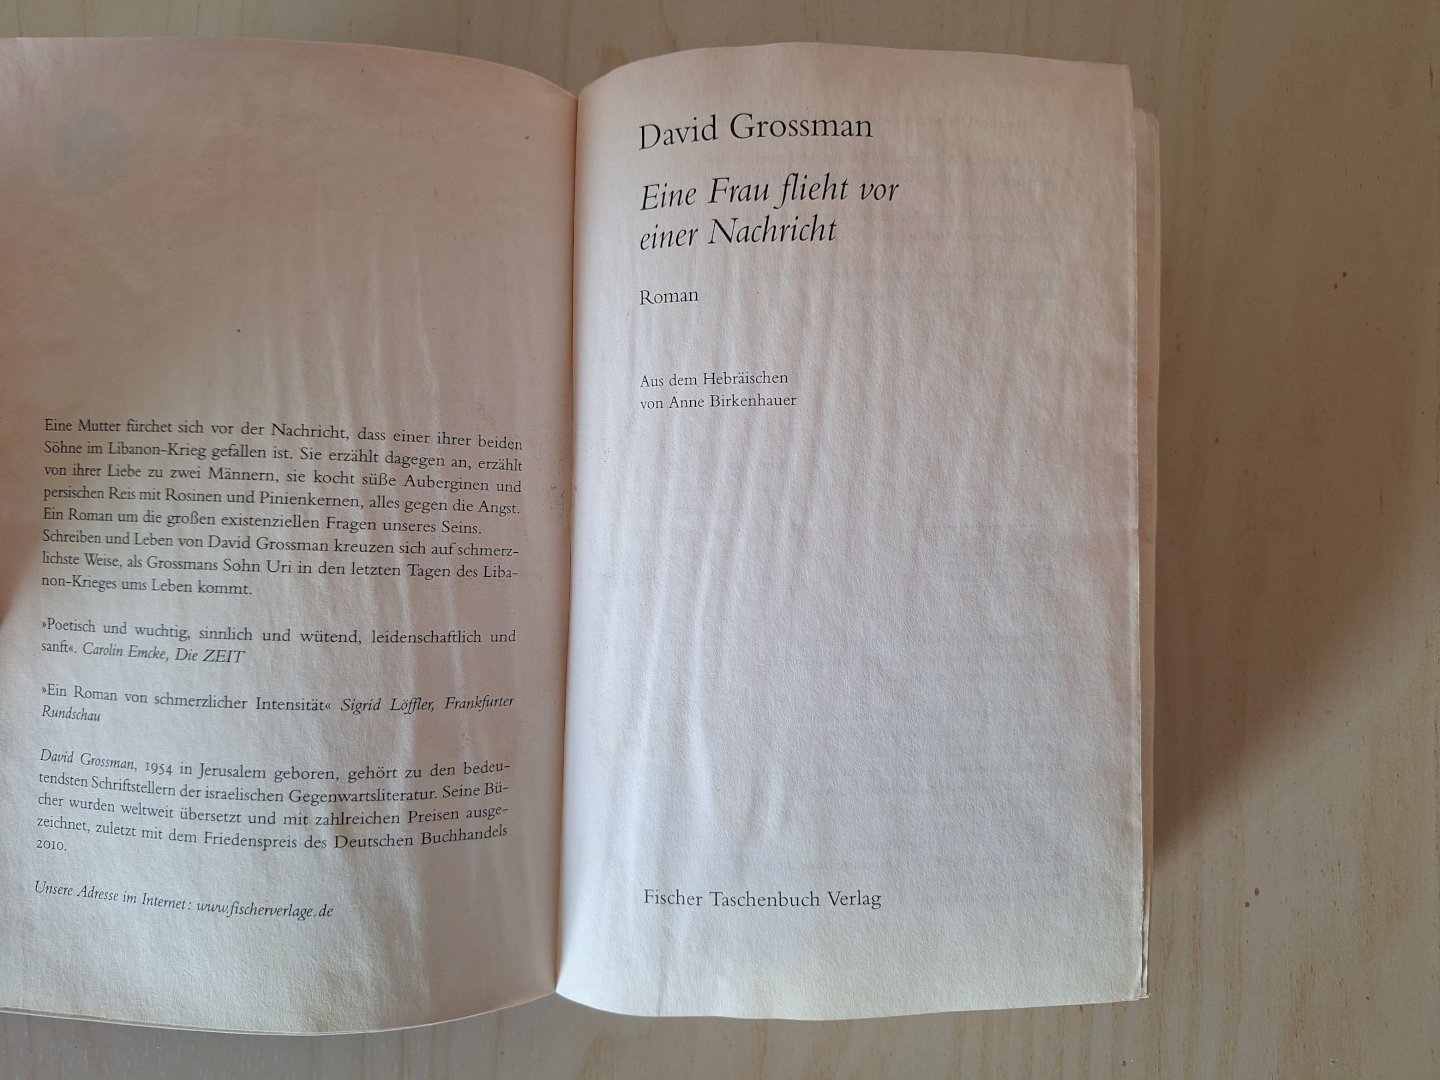 Eine Mutter fürchet sich vor der Nachricht, dass einer ihrer beiden
Söhne im Libanon-Krieg gefallen ist. Sie erzählt dagegen an, erzählt
von ihrer Liebe zu zwei Männern, sie kocht süße Auberginen und
persischen Reis mit Rosinen und Pinienkernen, alles gegen die Angst.
Ein Roman um die großen existenziellen Fragen unseres Seins.
Schreiben und Leben von David Grossman kreuzen sich auf schmerz-
lichste Weise, als Grossmans Sohn Uri in den letzten Tagen des Liba-
non-Krieges ums Leben kommt.
»Poetisch und wuchtig, sinnlich und wütend, leidenschaftlich und
sanft«. Carolin Emcke, Die ZEIT
»Ein Roman von schmerzlicher Intensität« Sigrid Löffler, Frankfurter
Rundschau
David Grossman, 1954 in Jerusalem geboren, gehört zu den bedeu-
tendsten Schriftstellern der israelischen Gegenwartsliteratur. Seine Bü-
cher wurden weltweit übersetzt und mit zahlreichen Preisen ausge-
zeichnet, zuletzt mit dem Friedenspreis des Deutschen Buchhandels
2010.
Unsere Adresse im Internet: www.fischerverlage.de
David Grossman
Eine Frau flieht vor
einer Nachricht
Roman
Aus dem Hebräischen
von Anne Birkenhauer
Fischer Taschenbuch Verlag